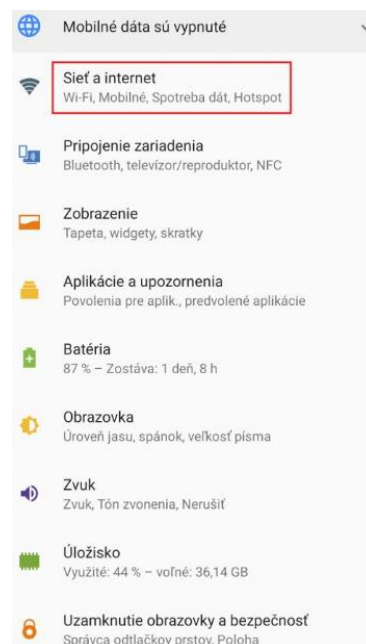 Mobilné dáta sú vypnuté
Sieť a internet
Wi-Fi, Mobilné, Spotreba dát, Hotspot
Pripojenie zariadenia
Bluetooth, televízor/reproduktor, NFC
Zobrazenie
Tapeta, widgety, skratky
Aplikácie a upozornenia
Povolenia pre aplik., predvolené aplikácie
Batéria
87 % – Zostáva: 1 deň, 8 h
Obrazovka
Úroveň jasu, spánok, veľkosť písma
Zvuk
Zvuk, Tón zvonenia, Nerušiť
Úložisko
Využité: 44 % – voľné: 36,14 GB
Uzamknutie obrazovky a bezpečnosť
Správca odtlačkov prstov, Poloha